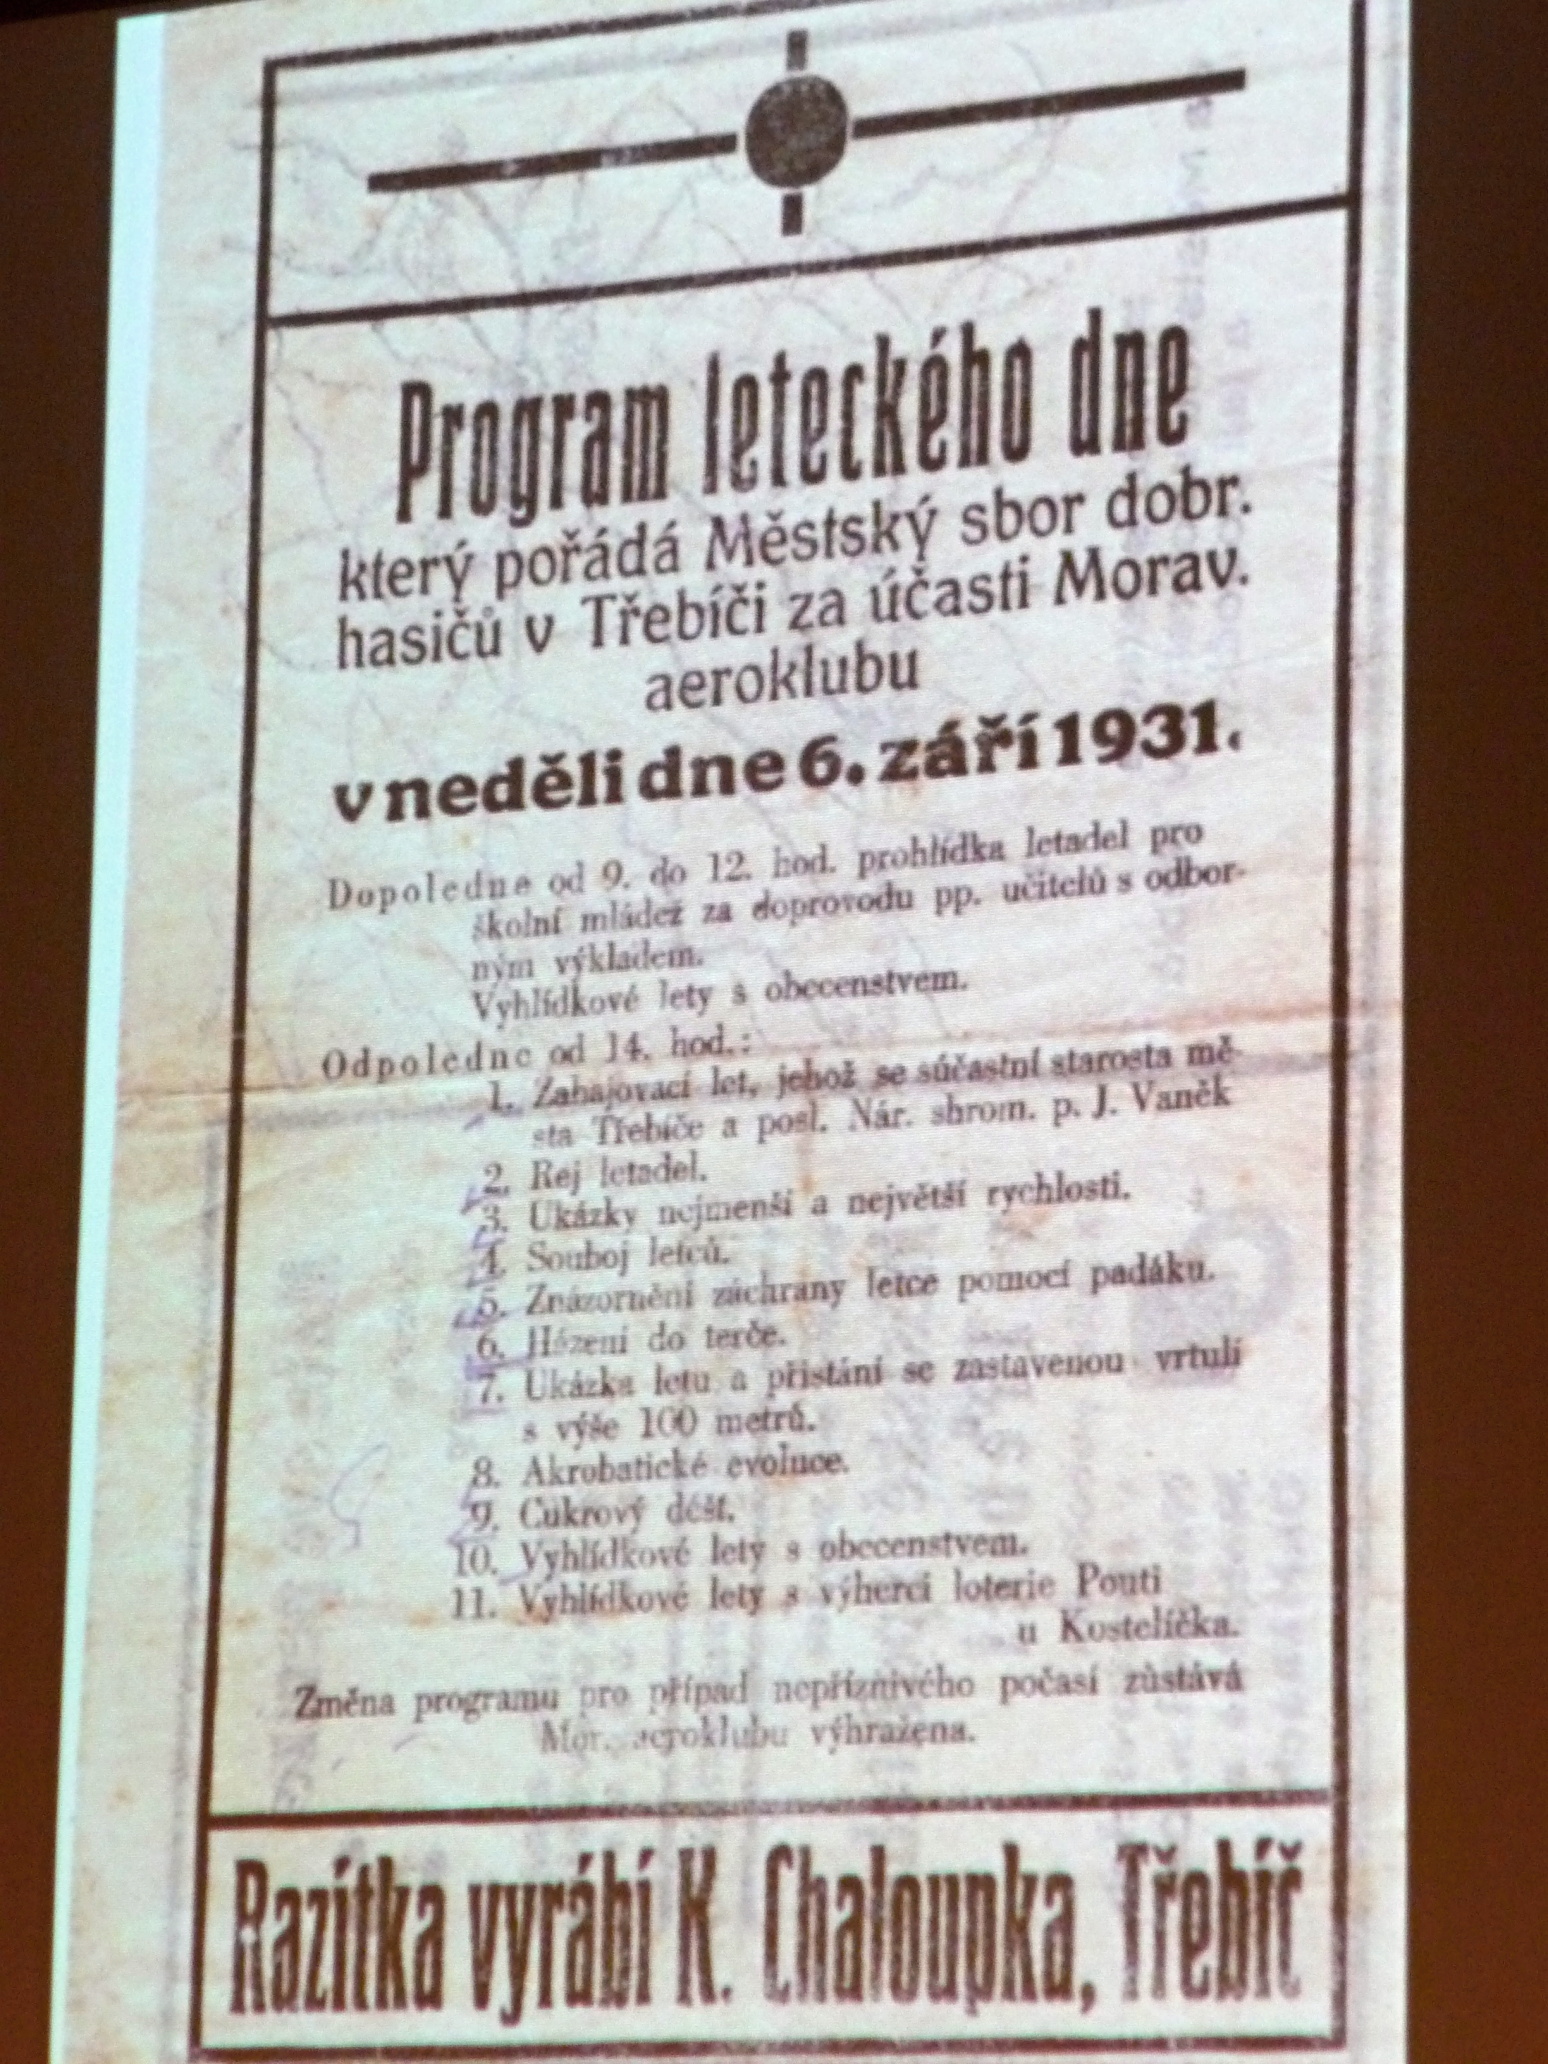 Program leteckého dne
který pořádá Městský sbor dobr.
hasičů v Třebíči za účasti Morav.
aeroklubu
v neděli dne 6. září 1931.
Dopoledne od 9. do 12. hod. prohlídka letadel pro
školní mládež za doprovodu pp. učitelů s odbor-
ným výkladem.
Vyhlídkové lety s obecenstvem.
Odpoledne od 14. hod.:
1. Zahajovací let, jehož se súčastní starosta mě-
sta Třebíče a posl. Nár. shrom. p. J. Vaněk
2. Rej letadel.
3. Ukázky nejmenší a největší rychlosti.
4. Souboj letců.
5. Znázornění záchrany letce pomocí padáku.
6. Házení do terče.
7. Ukázka letu a přistání se zastavenou vrtulí
s výše 100 metrů.
8. Akrobatické evoluce.
9. Cukrový déšť.
10. Vyhlídkové lety s obecenstvem.
11. Vyhlídkové lety s výherci loterie Pouti
u Kostelíčka.
Změna programu pro případ nepříznivého počasí zůstává
Mor. aeroklubu výhražena.
Razítka vyrábí K. Chaloupka, Třebíč